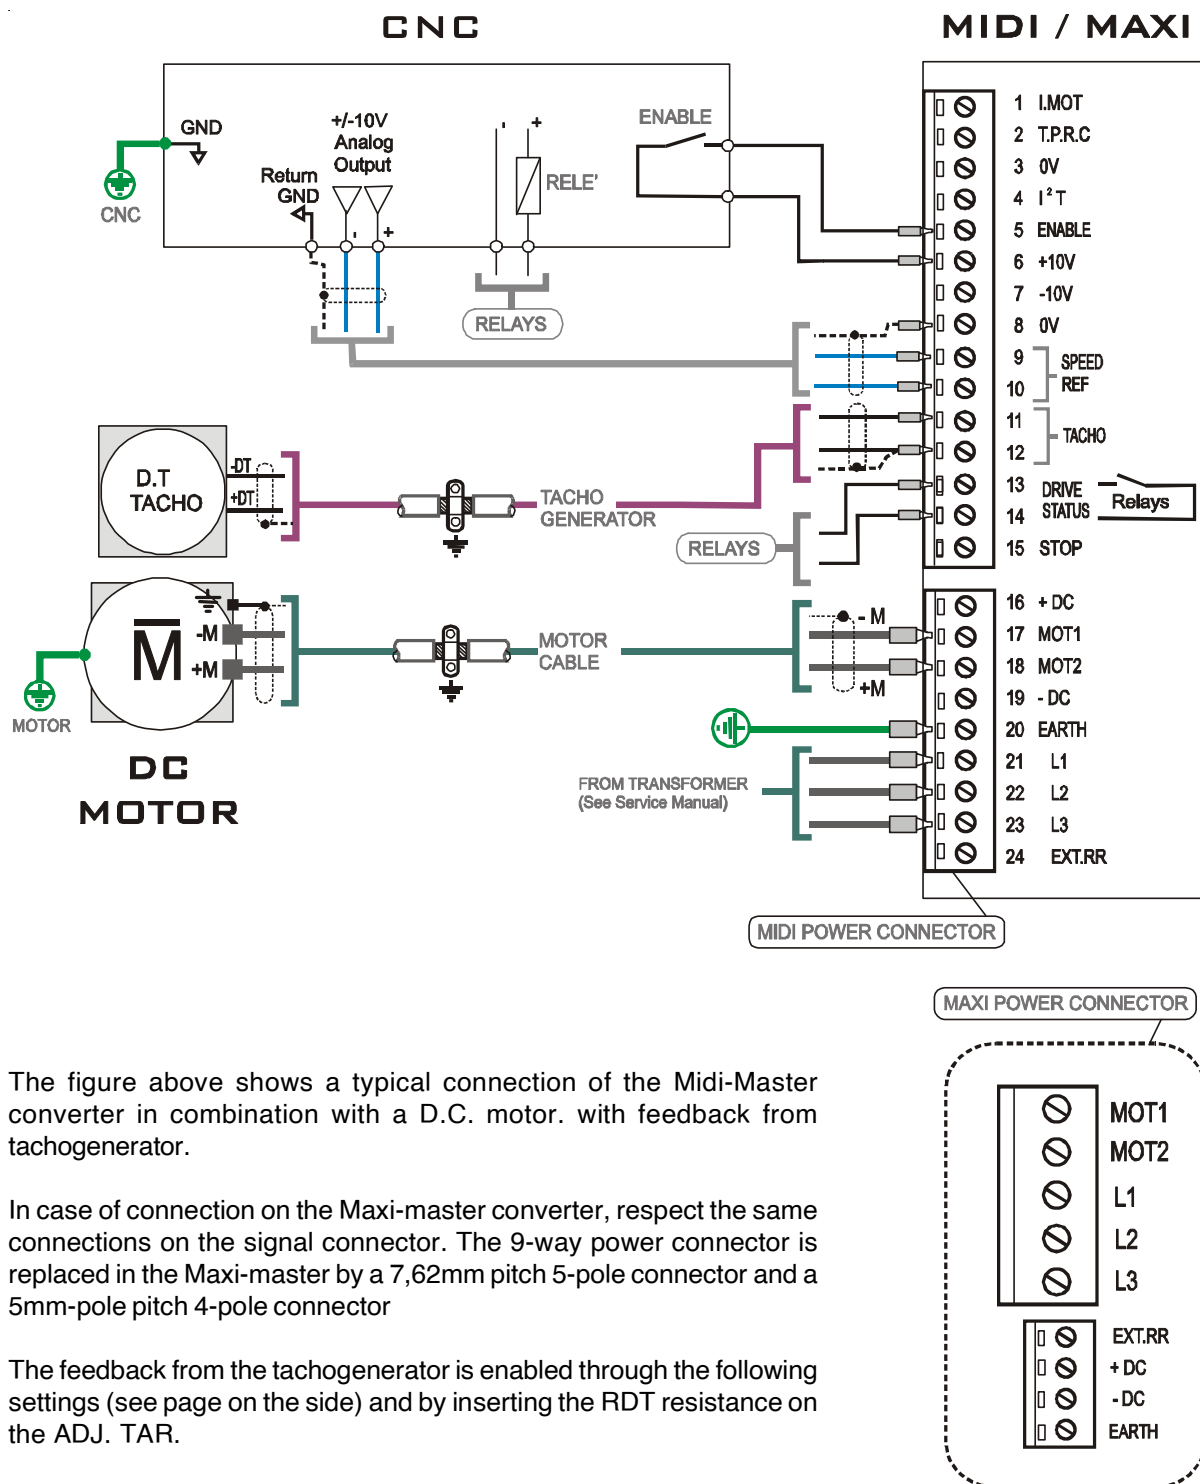 CNC
MIDI / MAXI
GND
CNC
Return
GND
+/-10V
Analog
Output
- +
- +
RELE'
ENABLE
RELAYS
1 I.MOT
2 T.P.R.C
3 0V
4 I²T
5 ENABLE
6 +10V
7 -10V
8 0V
9
10
SPEED
REF
11
12
TACHO
13
14
DRIVE
STATUS
Relays
15 STOP
D.T
TACHO
-DT
+DT
TACHO
GENERATOR
RELAYS
M
-M
+M
MOTOR
DC
MOTOR
MOTOR
CABLE
- M
+M
16 + DC
17 MOT1
18 MOT2
19 - DC
20 EARTH
21 L1
22 L2
23 L3
24 EXT.RR
FROM TRANSFORMER
(See Service Manual)
MIDI POWER CONNECTOR
MAXI POWER CONNECTOR
MOT1
MOT2
L1
L2
L3
EXT.RR
+ DC
- DC
EARTH
The figure above shows a typical connection of the Midi-Master
converter in combination with a D.C. motor. with feedback from
tachogenerator.
In case of connection on the Maxi-master converter, respect the same
connections on the signal connector. The 9-way power connector is
replaced in the Maxi-master by a 7,62mm pitch 5-pole connector and a
5mm-pole pitch 4-pole connector
The feedback from the tachogenerator is enabled through the following
settings (see page on the side) and by inserting the RDT resistance on
the ADJ. TAR.